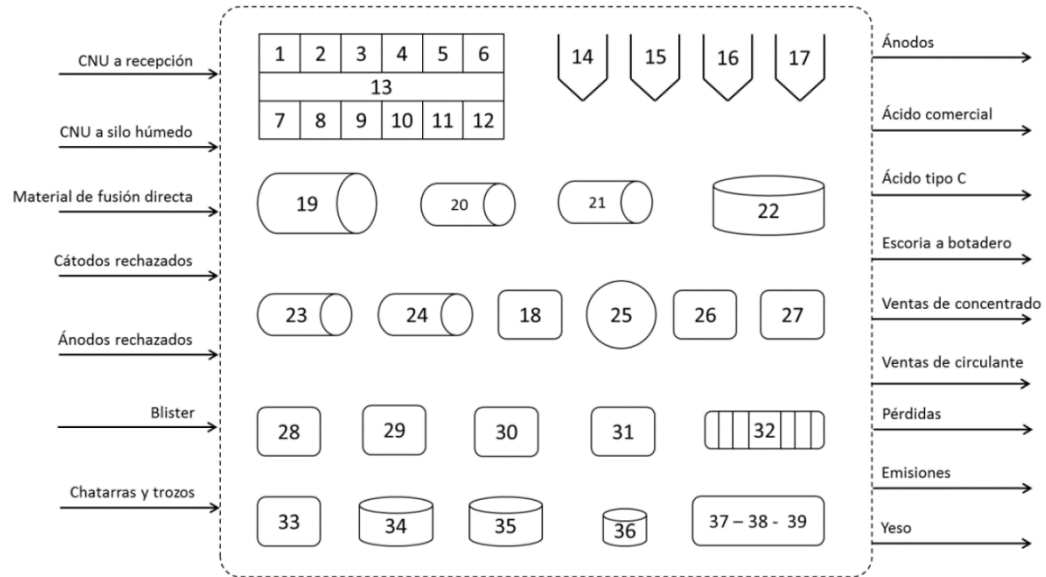 CNU a recepción
CNU a silo húmedo
Material de fusión directa
Cátodos rechazados
Ánodos rechazados
Blister
Chatarras y trozos
1 2 3 4 5 6
13
7 8 9 10 11 12
14 15 16 17
19 20 21 22
23 24 18 25 26 27
28 29 30 31 32
33 34 35 36 37 – 38 - 39
Ánodos
Ácido comercial
Ácido tipo C
Escoria a botadero
Ventas de concentrado
Ventas de circulante
Pérdidas
Emisiones
Yeso